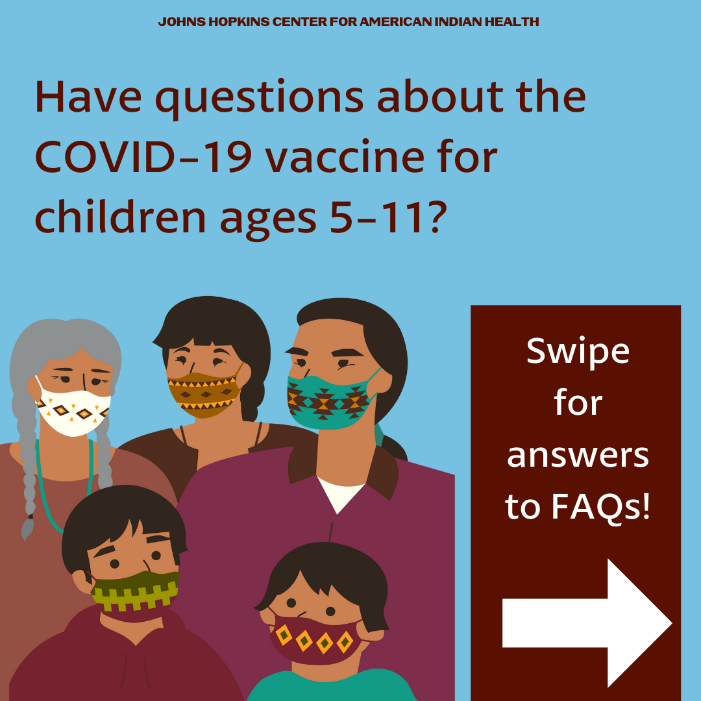 JOHNS HOPKINS CENTER FOR AMERICAN INDIAN HEALTH
Have questions about the
COVID-19 vaccine for
children ages 5-11?
Swipe
for
answers
to FAQs!